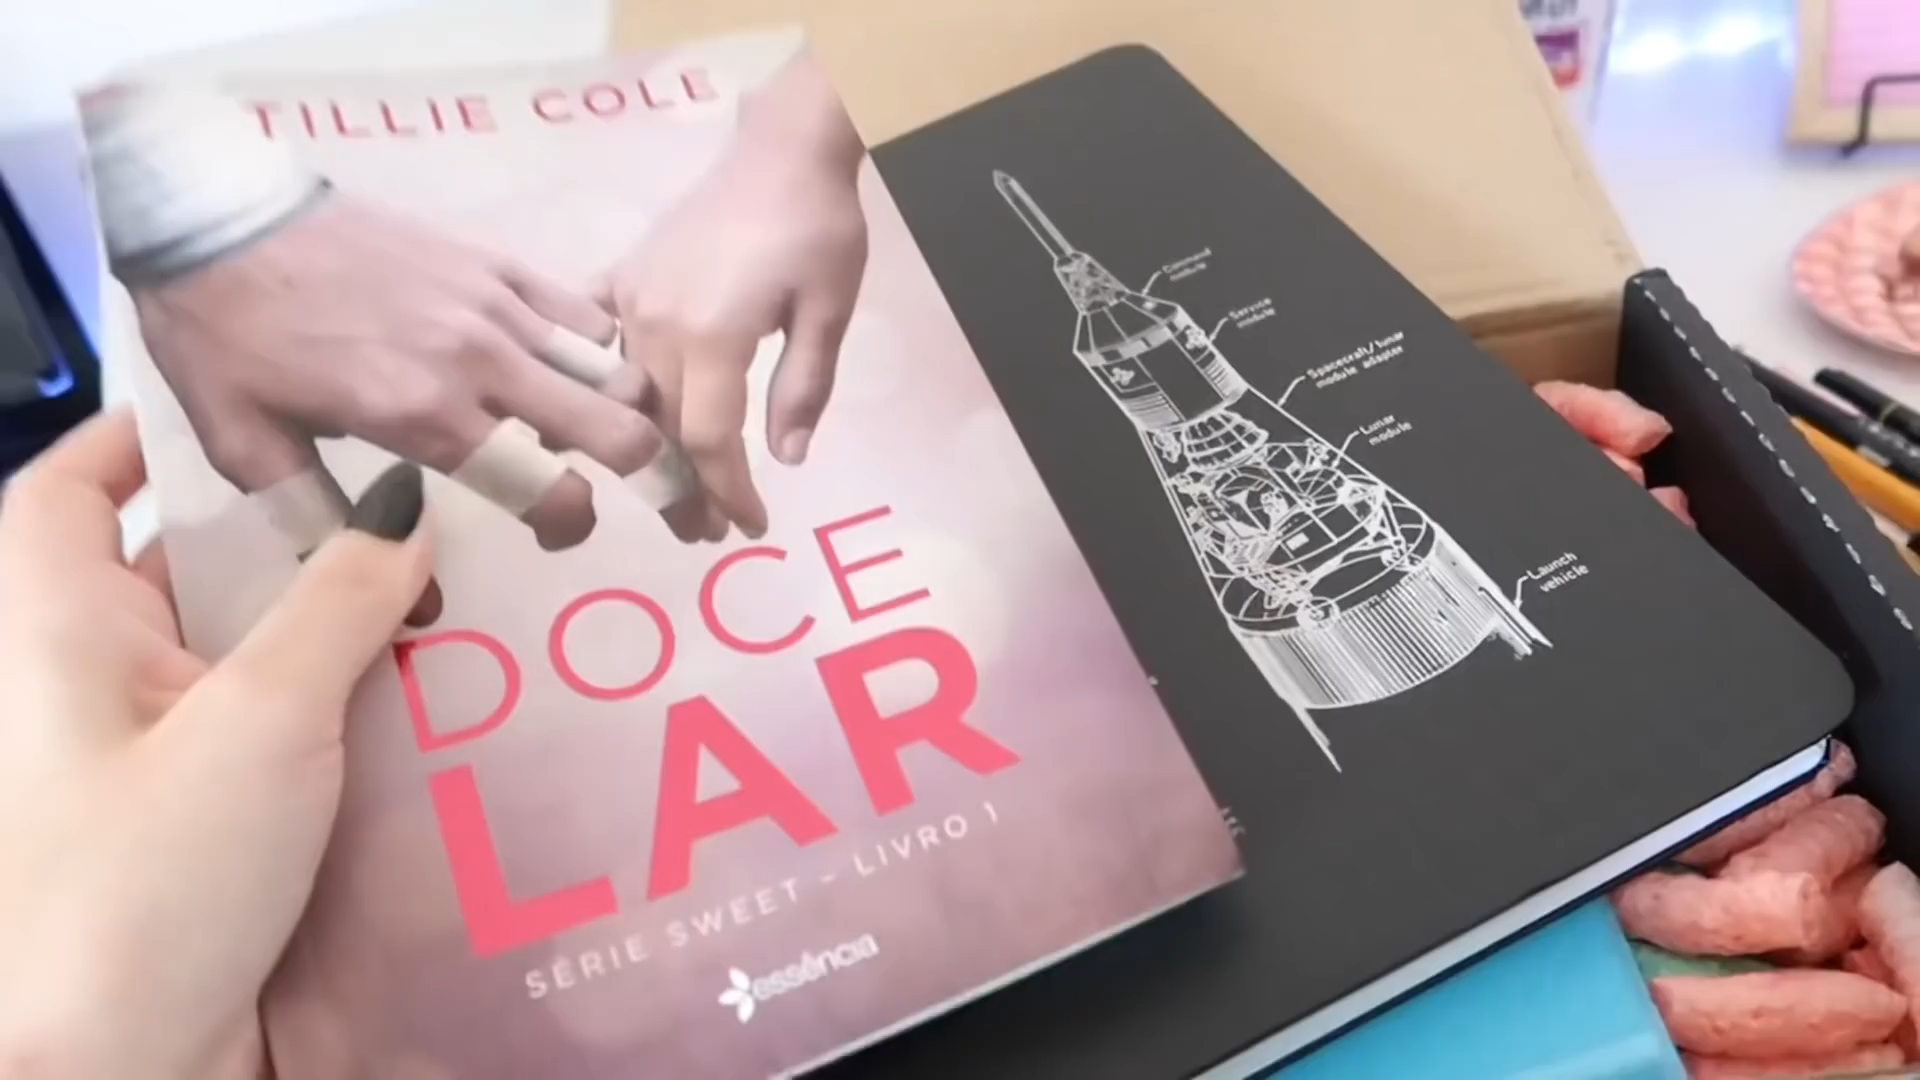 TILLIE COLE
DOCE
LAR
SÉRIE SWEET – LIVRO 1
essência
Command
module
Service
module
Spacecraft/lunar
module adapter
Lunar
module
Launch
vehicle